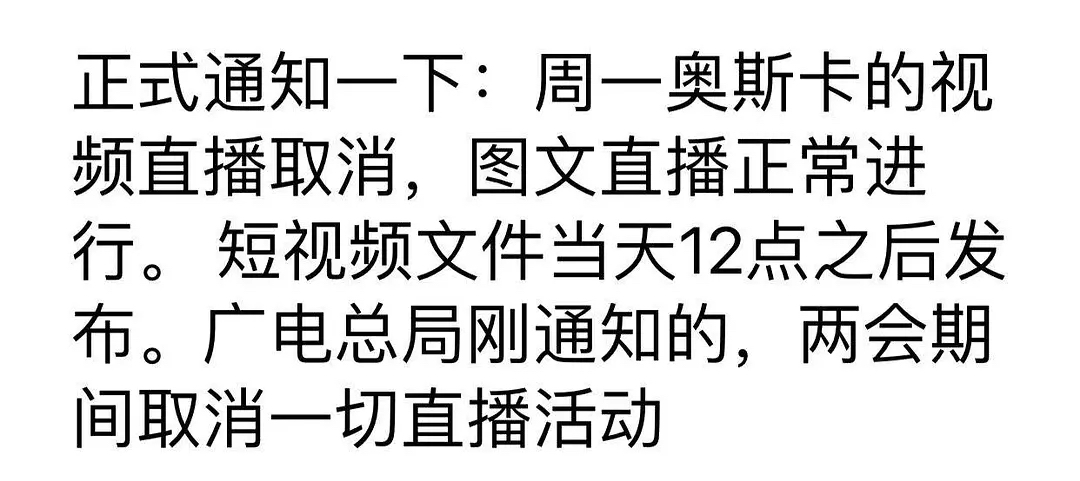 正式通知一下：周一奥斯卡的视
频直播取消，图文直播正常进
行。 短视频文件当天12点之后发
布。广电总局刚通知的，两会期
间取消一切直播活动